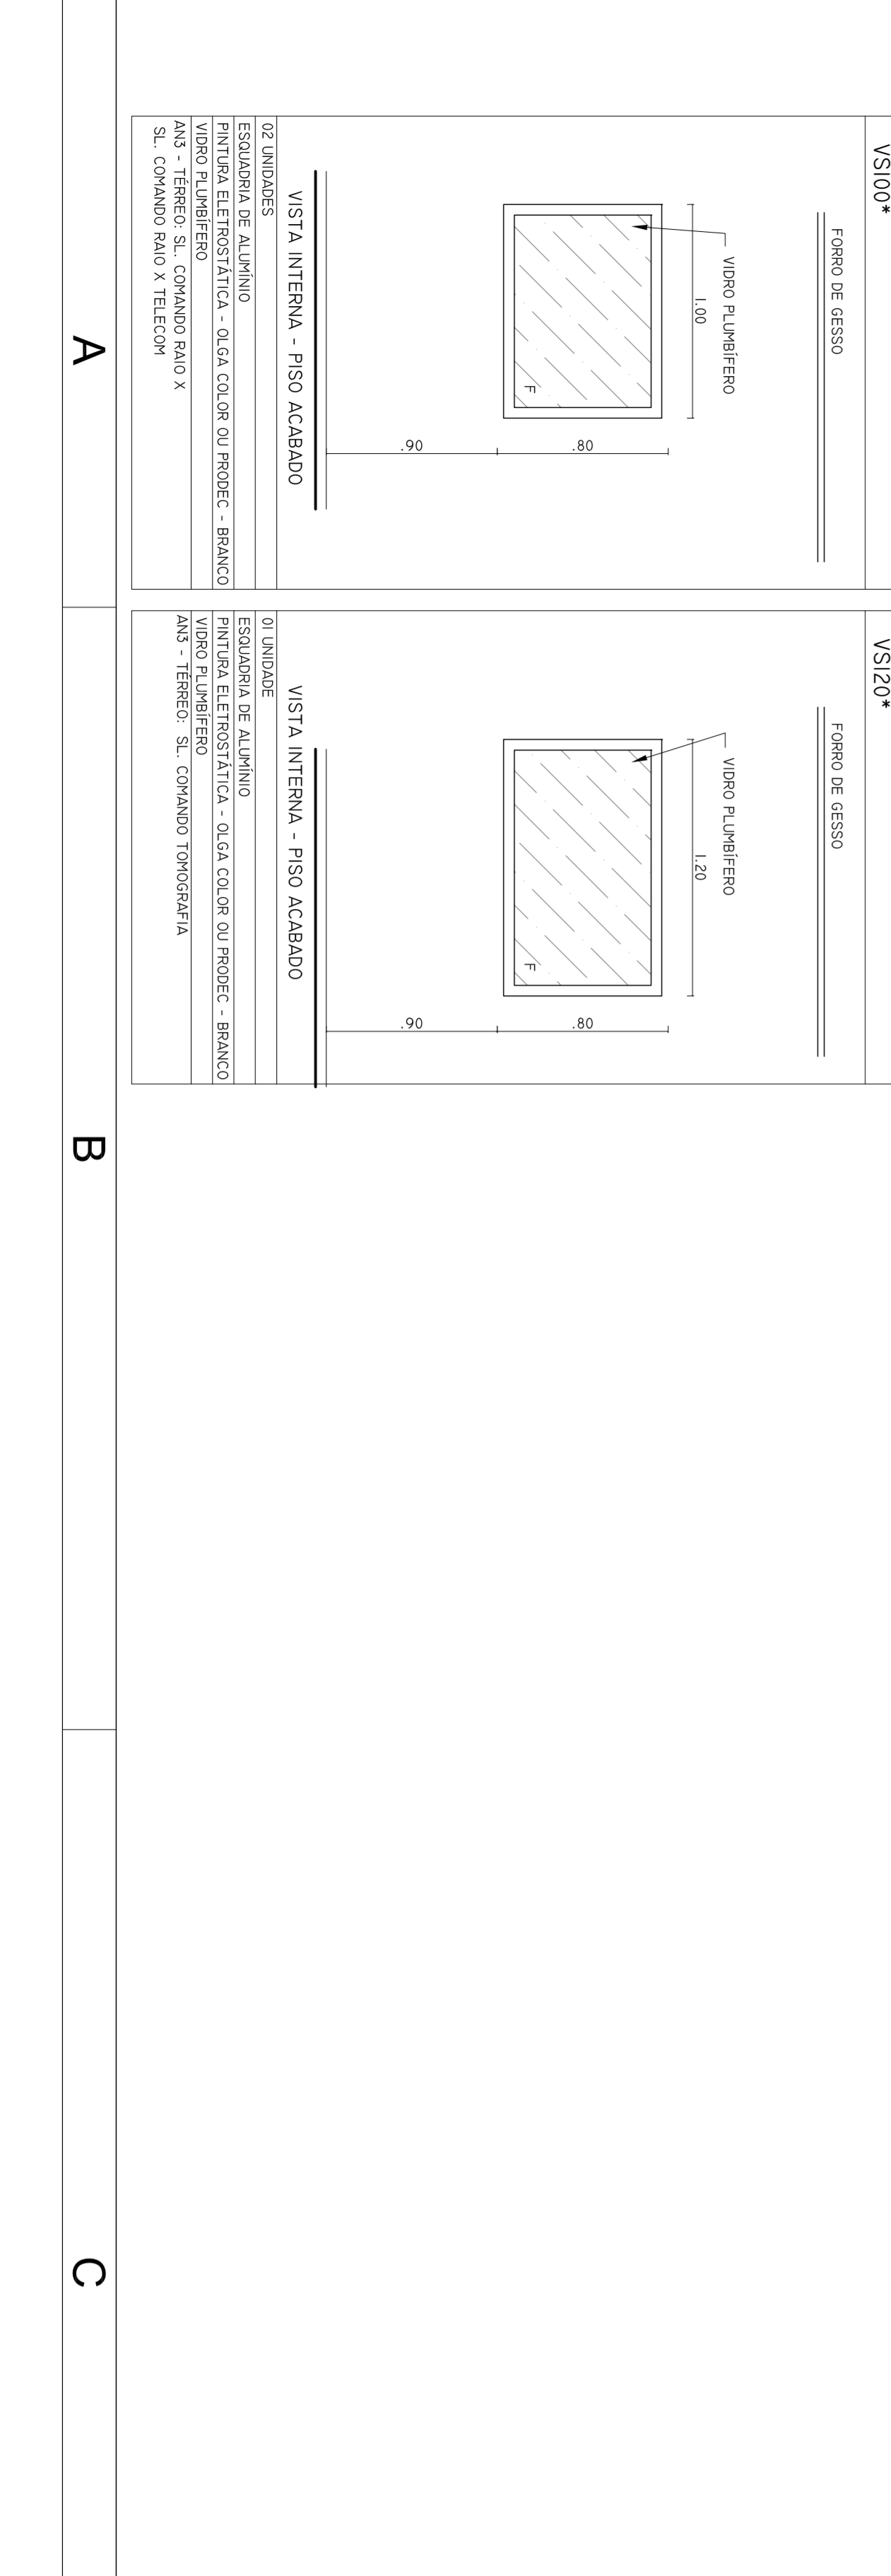 VS100*
FORRO DE GESSO
VIDRO PLUMBÍFERO
1.00
.80
.90
F
VISTA INTERNA - PISO ACABADO
02 UNIDADES
ESQUADRIA DE ALUMÍNIO
PINTURA ELETROSTÁTICA - OLGA COLOR OU PRODEC - BRANCO
VIDRO PLUMBÍFERO
AN3 - TÉRREO: SL. COMANDO RAIO X
SL. COMANDO RAIO X TELECOM
VS120*
FORRO DE GESSO
VIDRO PLUMBÍFERO
1.20
.80
.90
F
VISTA INTERNA - PISO ACABADO
01 UNIDADE
ESQUADRIA DE ALUMÍNIO
PINTURA ELETROSTÁTICA - OLGA COLOR OU PRODEC - BRANCO
VIDRO PLUMBÍFERO
AN3 - TÉRREO: SL. COMANDO TOMOGRAFIA
A
B
C